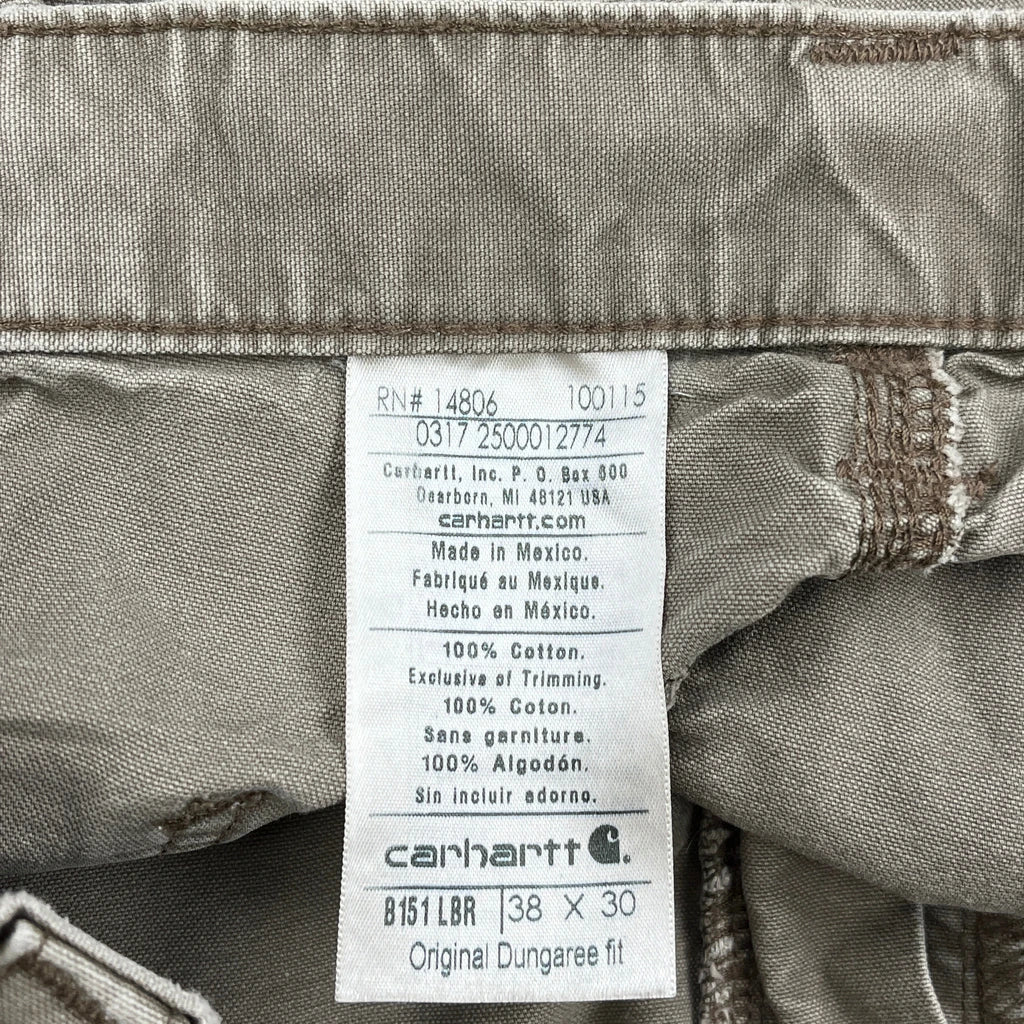 RN# 14806 100115
0317 2500012774
Carhartt, Inc. P. O. Box 600
Dearborn, MI 48121 USA
carhartt.com
Made in Mexico.
Fabriqué au Mexique.
Hecho en México.
100% Cotton.
Exclusive of Trimming.
100% Coton.
Sans garniture.
100% Algodón.
Sin incluir adorno.
carhartt.
B151 LBR 38 X 30
Original Dungaree fit